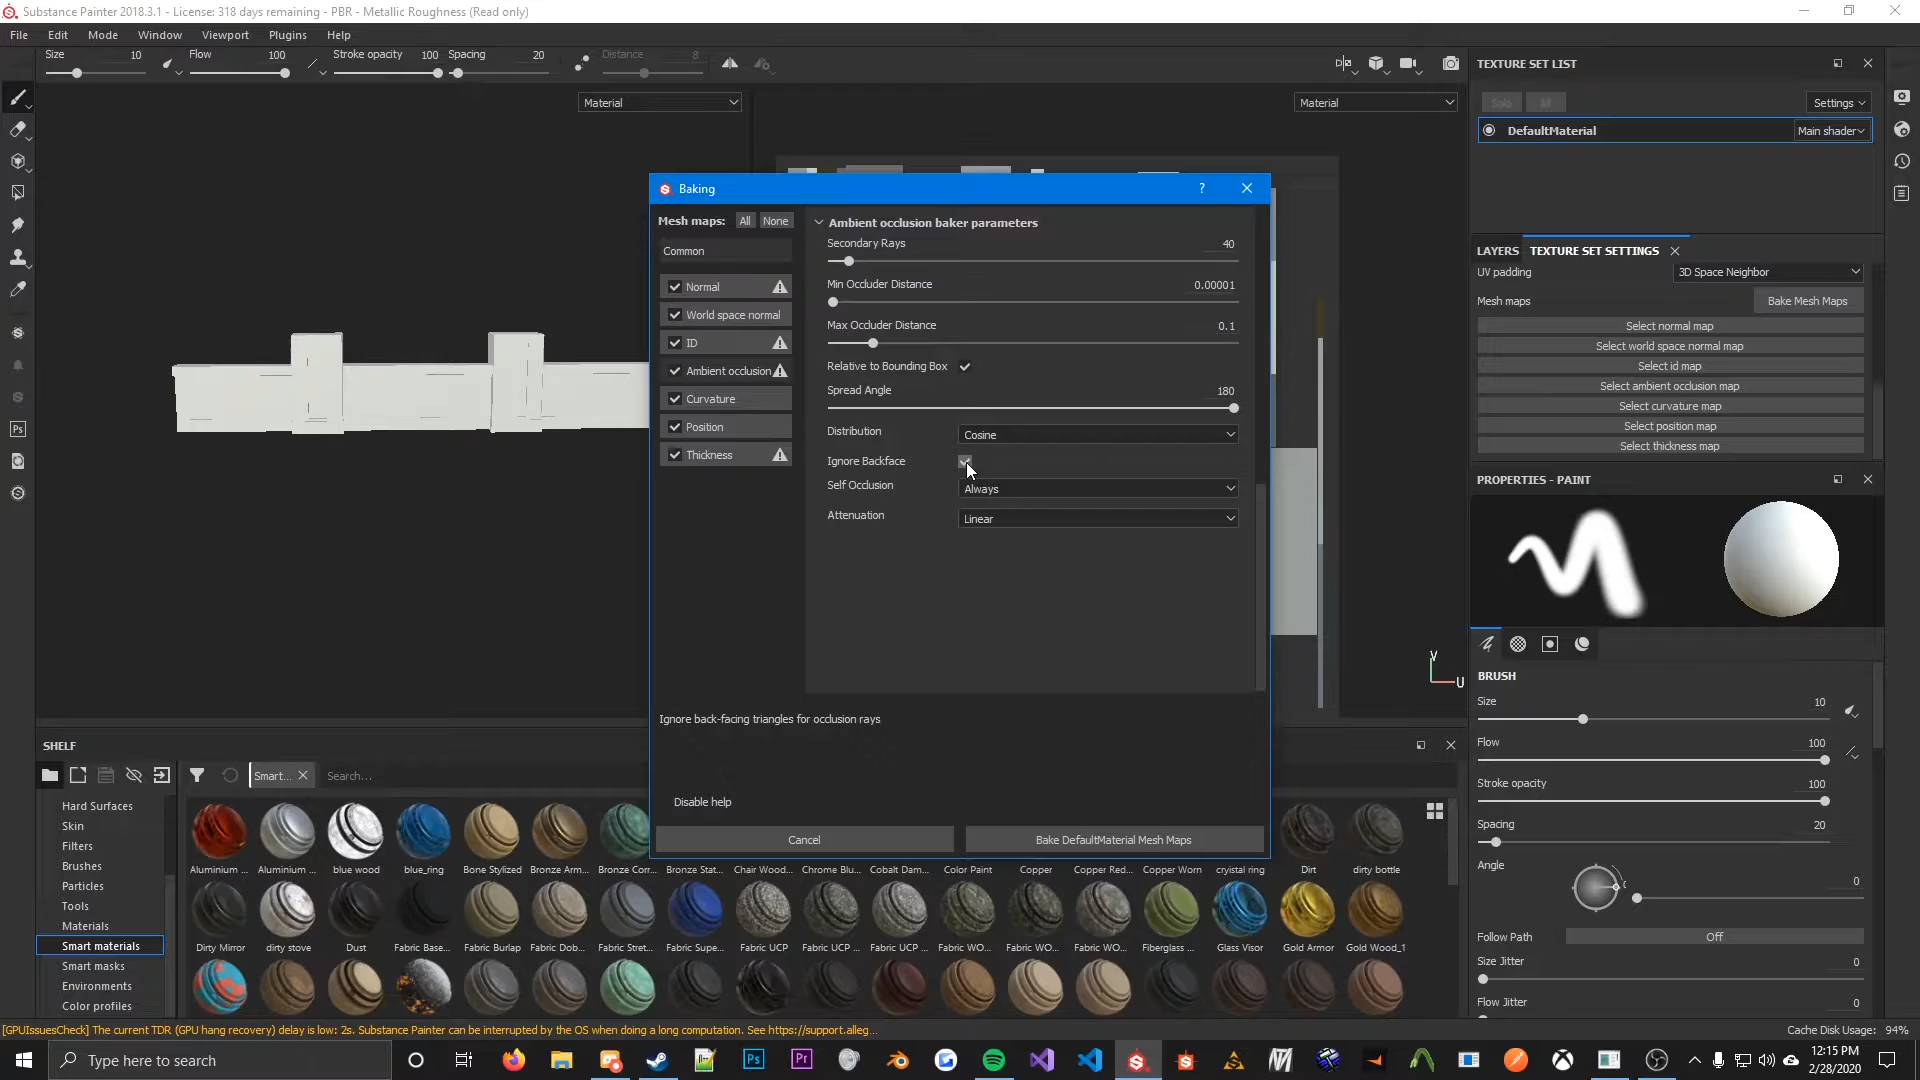 Substance Painter 2018.3.1 - License: 318 days remaining - PBR - Metallic Roughness (Read only)
File Edit Mode Window Viewport Plugins Help
Size 10 Flow 100 Stroke opacity 100 Spacing 20 Distance 8
Material
Material
TEXTURE SET LIST
Solo All Settings
DefaultMaterial Main shader
LAYERS TEXTURE SET SETTINGS
UV padding 3D Space Neighbor
Mesh maps Bake Mesh Maps
Select normal map
Select world space normal map
Select id map
Select ambient occlusion map
Select curvature map
Select position map
Select thickness map
PROPERTIES - PAINT
BRUSH
Size 10
Flow 100
Stroke opacity 100
Spacing 20
Angle 0
Follow Path Off
Size Jitter 0
Flow Jitter 0
Baking ?
Mesh maps: All None
Common
Normal
World space normal
ID
Ambient occlusion
Curvature
Position
Thickness
Ambient occlusion baker parameters
Secondary Rays 40
Min Occluder Distance 0.00001
Max Occluder Distance 0.1
Relative to Bounding Box
Spread Angle 180
Distribution Cosine
Ignore Backface
Self Occlusion Always
Attenuation Linear
Ignore back-facing triangles for occlusion rays
Disable help
Cancel Bake DefaultMaterial Mesh Maps
V
U
SHELF
Smart... Search...
Hard Surfaces
Skin
Filters
Brushes
Particles
Tools
Materials
Smart materials
Smart masks
Environments
Color profiles
Aluminium ... Aluminium ... blue wood blue_ring Bone Stylized Bronze Arm... Bronze Corr... Bronze Stat... Chair Wood... Chrome Blu... Cobalt Dam... Color Paint Copper Copper Red... Copper Worn crystal ring Dirt dirty bottle
Dirty Mirror dirty stove Dust Fabric Base... Fabric Burlap Fabric Dob... Fabric Stret... Fabric Supe... Fabric UCP Fabric UCP ... Fabric UCP ... Fabric WO... Fabric WO... Fabric WO... Fiberglass ... Glass Visor Gold Armor Gold Wood_1
[GPUIssuesCheck] The current TDR (GPU hang recovery) delay is low: 2s. Substance Painter can be interrupted by the OS when doing a long computation. See https://support.alleg...
Cache Disk Usage: 94%
Type here to search
Ps
Ps
Pr
12:15 PM
2/28/2020